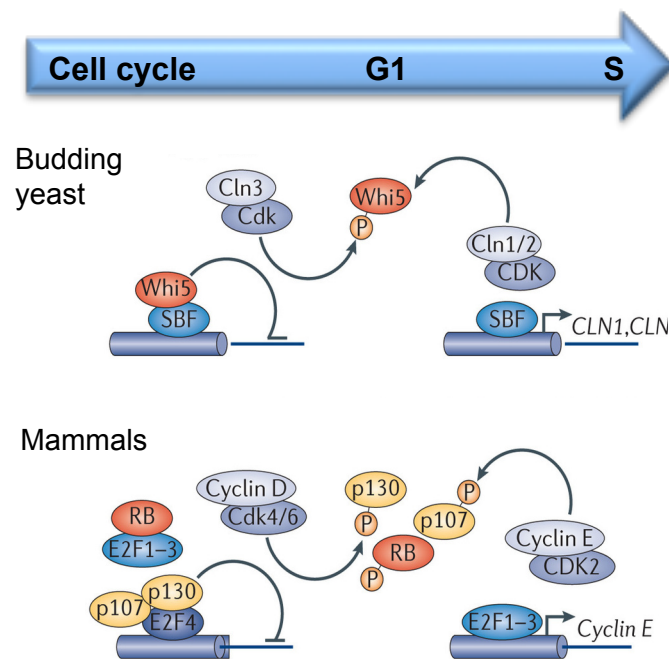 Cell cycle G1 S
Budding
yeast
Cln3
Cdk
Whi5
P
Cln1/2
CDK
Whi5
SBF
SBF
CLN1,CLN
Mammals
Cyclin D
Cdk4/6
p130
P
P
p107
RB
P
RB
E2F1–3
Cyclin E
CDK2
p130
p107
E2F4
E2F1–3
Cyclin E